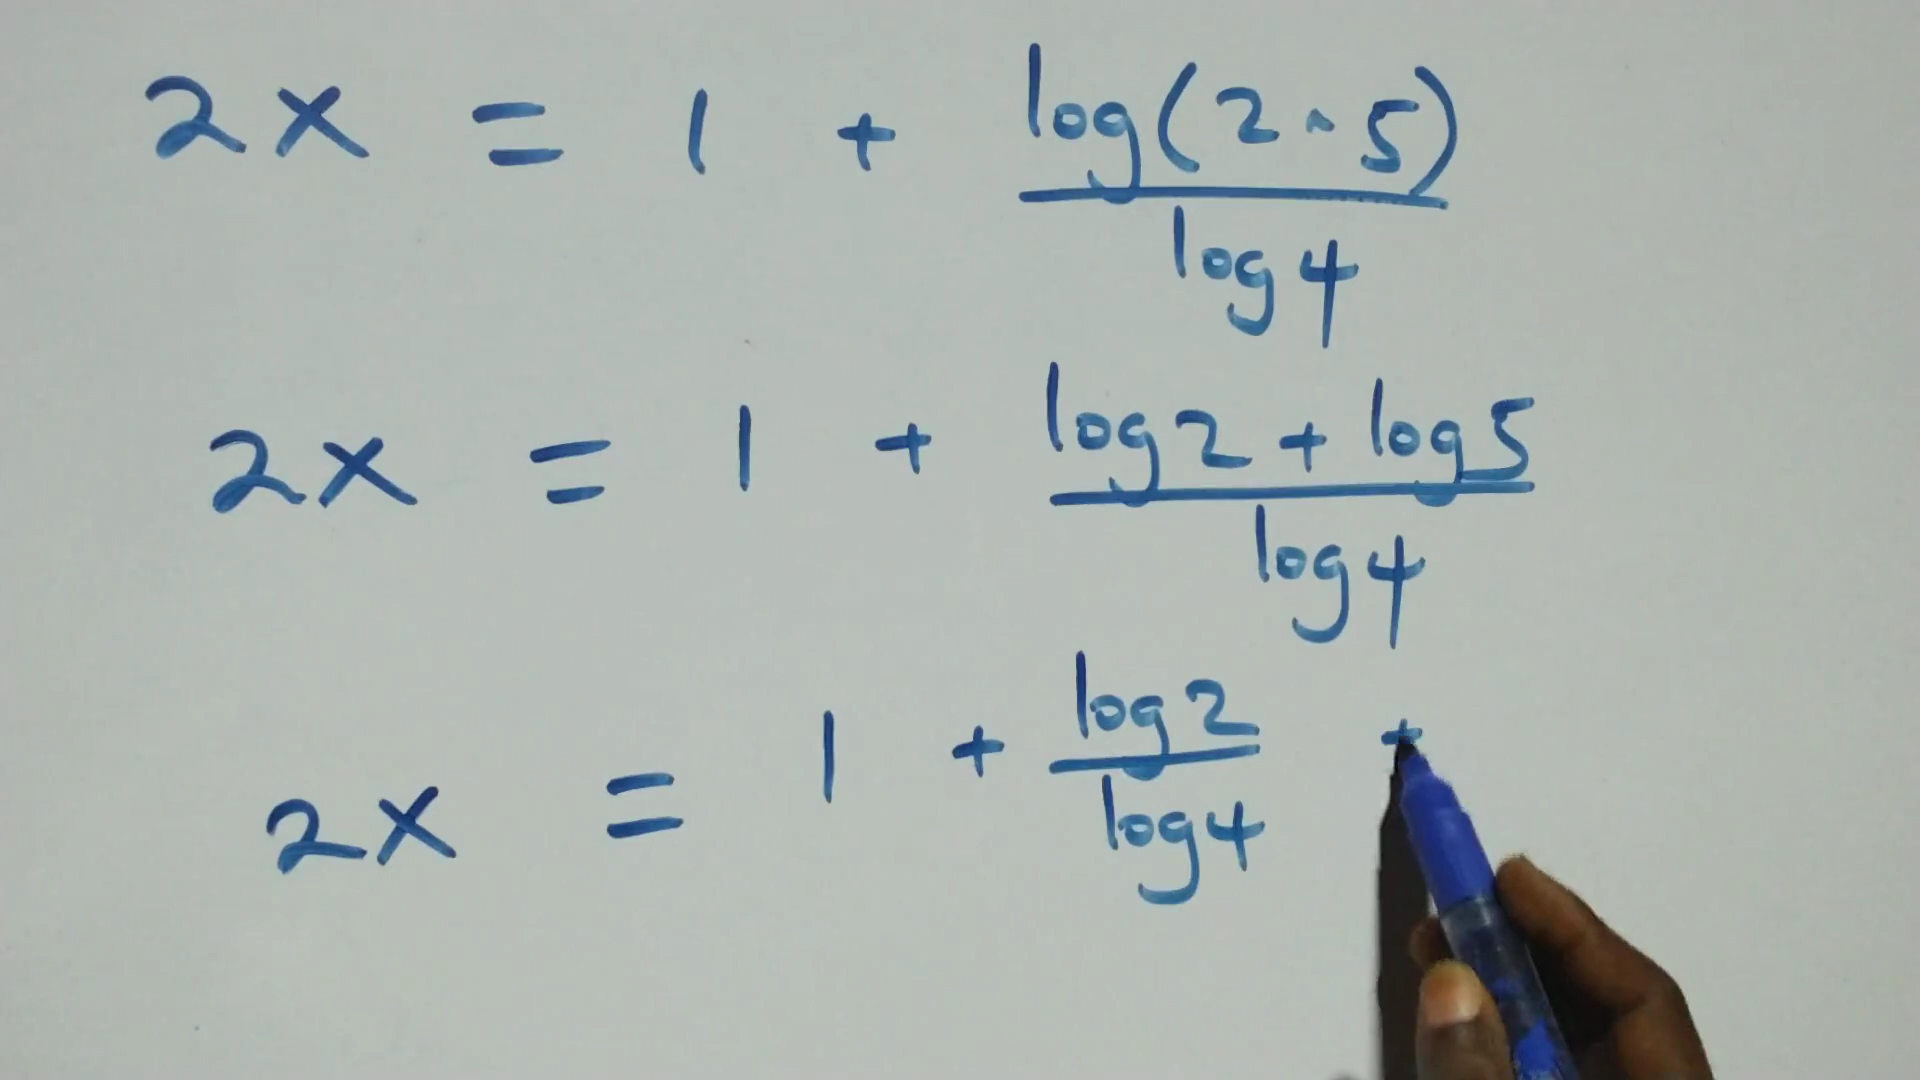 2x = 1 + log(2·5)
log4
2x = 1 + log2 + log5
log4
2x = 1 + log2 +
log4